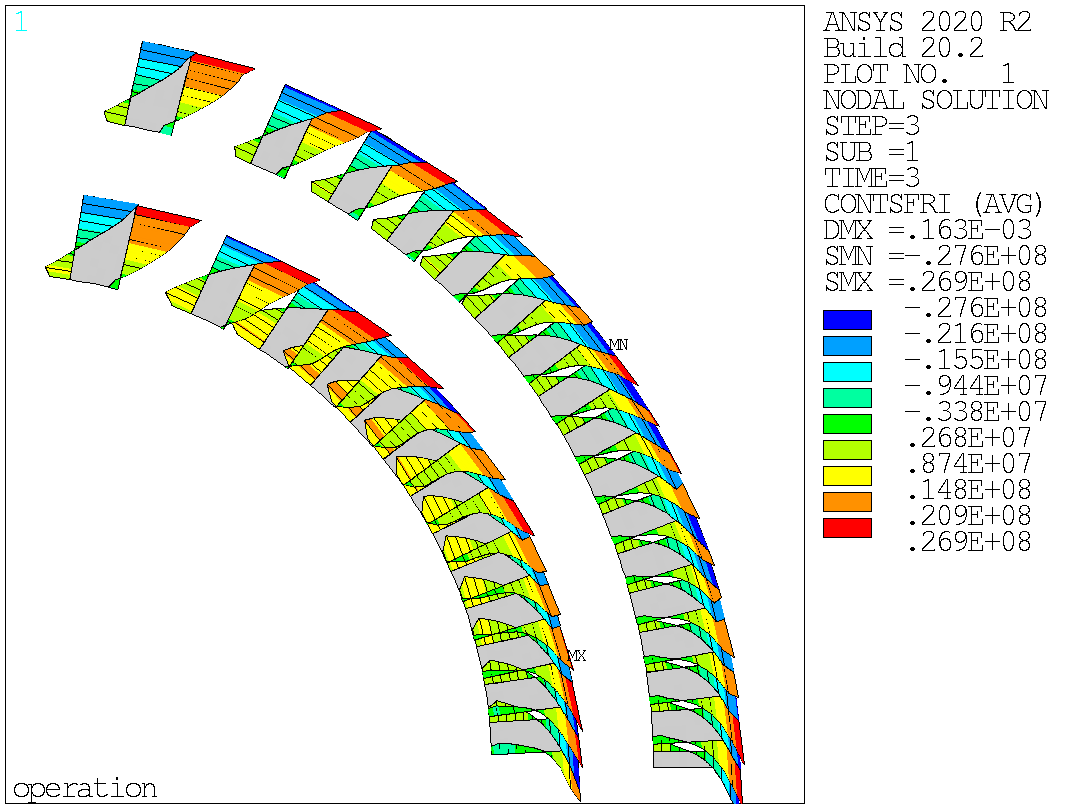 1
ANSYS 2020 R2
Build 20.2
PLOT NO. 1
NODAL SOLUTION
STEP=3
SUB =1
TIME=3
CONTSFRI (AVG)
DMX =.163E-03
SMN =-.276E+08
SMX =.269E+08
-.276E+08
-.216E+08
-.155E+08
-.944E+07
-.338E+07
.268E+07
.874E+07
.148E+08
.209E+08
.269E+08
MN
MX
operation